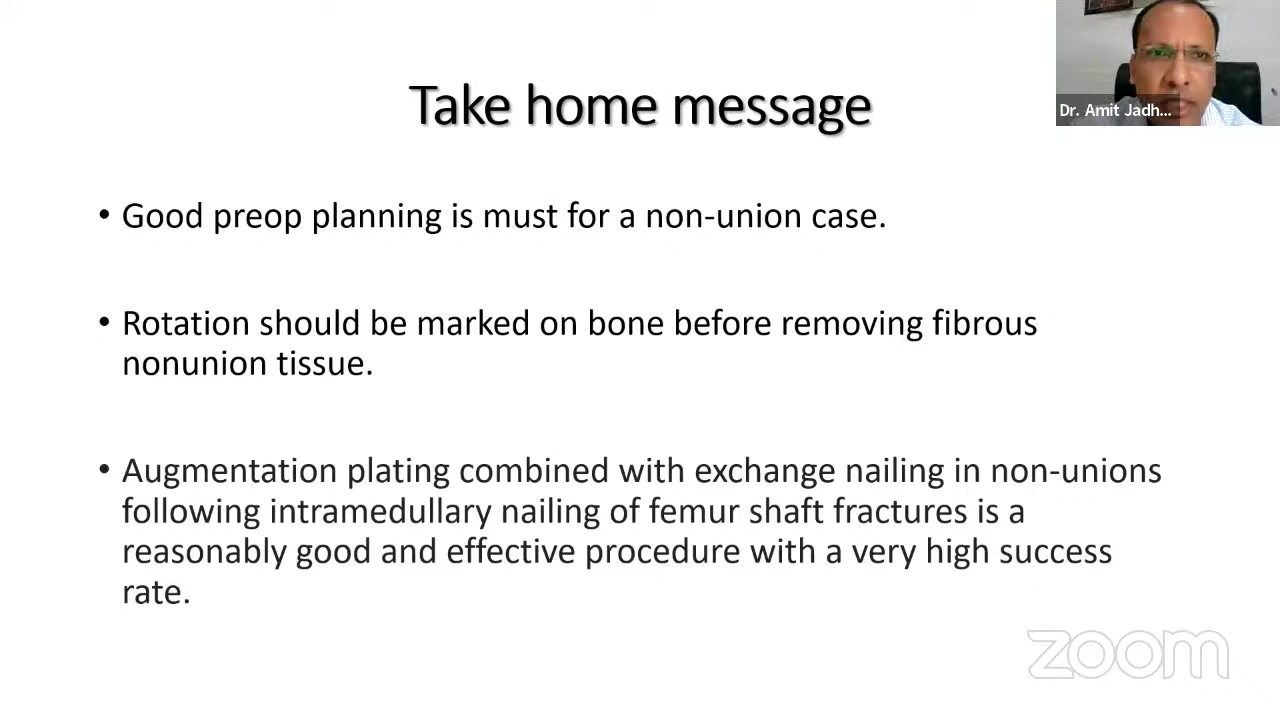 Dr. Amit Jadh...
Take home message
• Good preop planning is must for a non-union case.
• Rotation should be marked on bone before removing fibrous
nonunion tissue.
• Augmentation plating combined with exchange nailing in non-unions
following intramedullary nailing of femur shaft fractures is a
reasonably good and effective procedure with a very high success
rate.
zoom